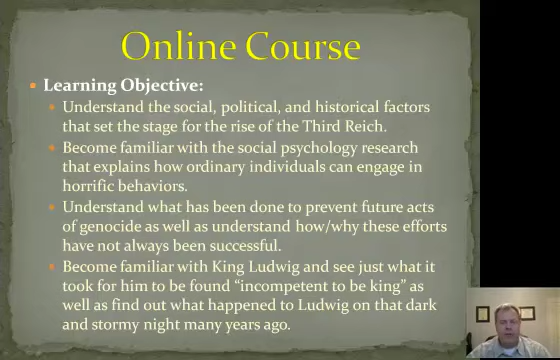 Online Course
Learning Objective:
Understand the social, political, and historical factors
that set the stage for the rise of the Third Reich.
Become familiar with the social psychology research
that explains how ordinary individuals can engage in
horrific behaviors.
Understand what has been done to prevent future acts
of genocide as well as understand how/why these efforts
have not always been successful.
Become familiar with King Ludwig and see just what it
took for him to be found “incompetent to be king” as
well as find out what happened to Ludwig on that dark
and stormy night many years ago.